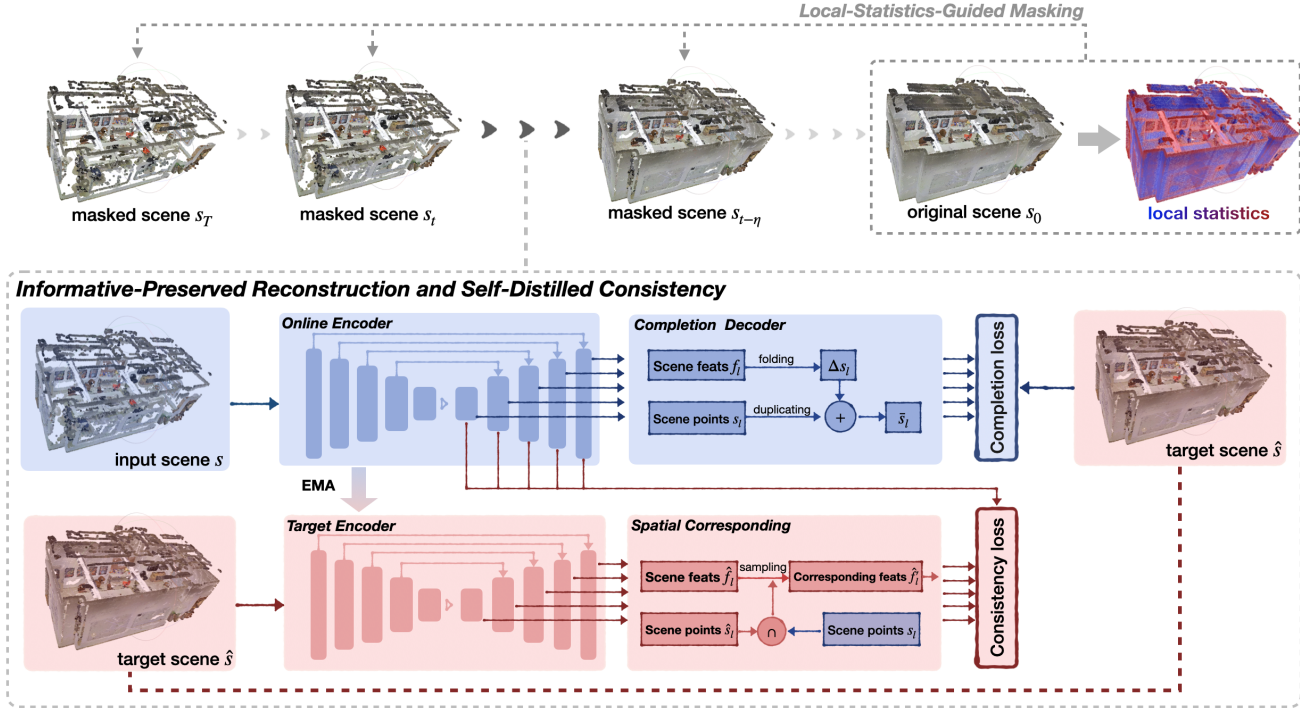 Local-Statistics-Guided Masking
masked scene s_T
masked scene s_t
masked scene s_{t−η}
original scene s_0
local statistics
Informative-Preserved Reconstruction and Self-Distilled Consistency
Online Encoder
Completion Decoder
Scene feats f_l
folding
Δs_l
Scene points s_l
duplicating
+
s̄_l
Completion loss
input scene s
target scene ŝ
EMA
Target Encoder
Spatial Corresponding
Scene feats f̂_l
sampling
Corresponding feats f̂'_l
Scene points ŝ_l
∩
Scene points s_l
Consistency loss
target scene ŝ